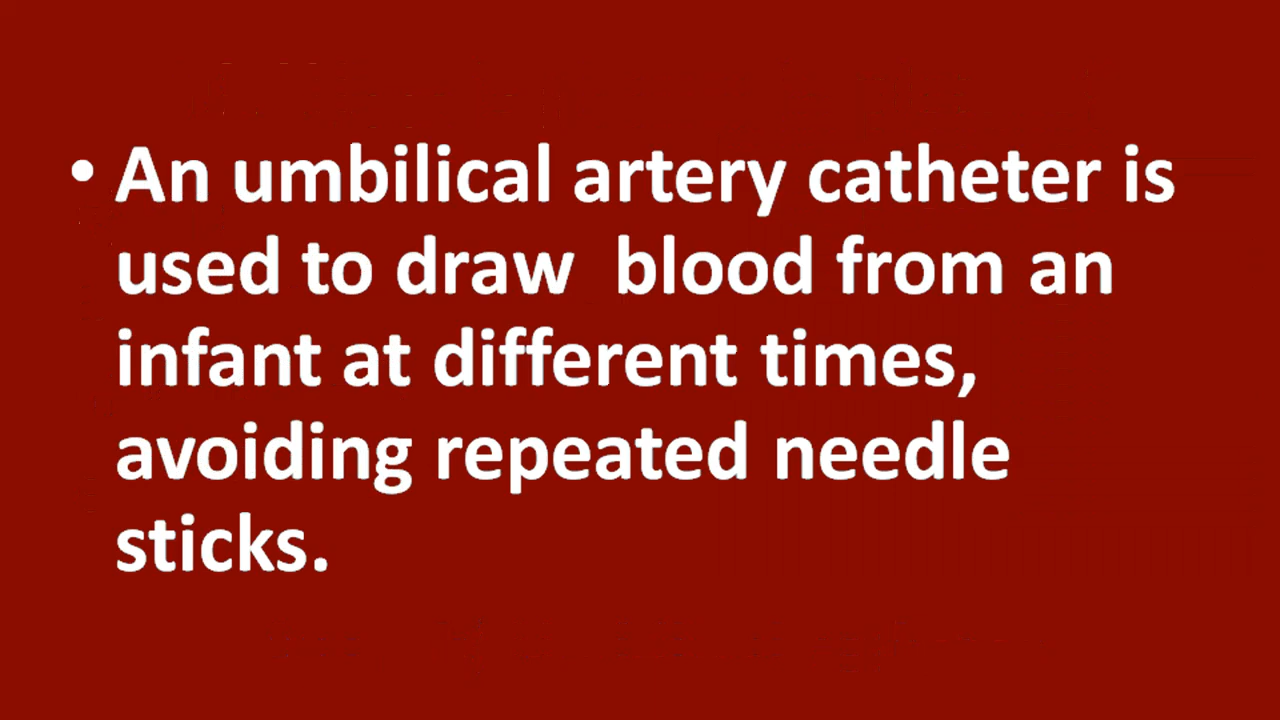 • An umbilical artery catheter is
used to draw  blood from an
infant at different times,
avoiding repeated needle
sticks.